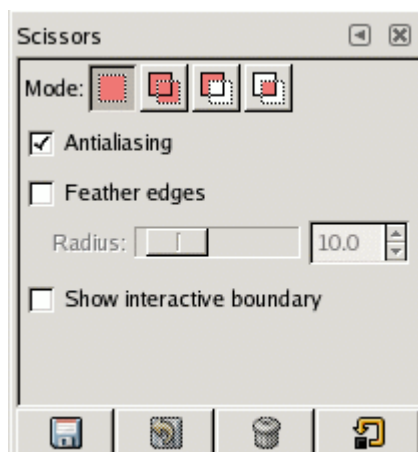 Scissors
Mode:
Antialiasing
Feather edges
Radius: 10.0
Show interactive boundary